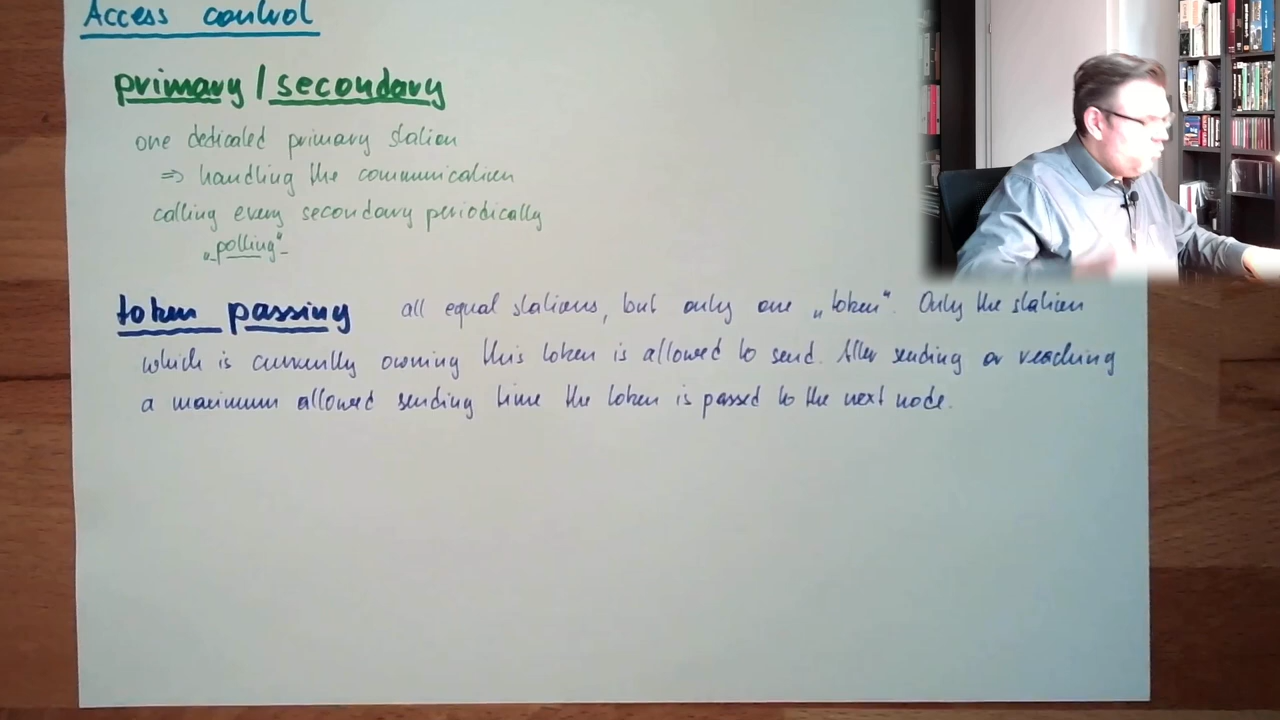 Access control
primary / secondary
one dedicated primary station
⇒ handling the communication
calling every secondary periodically
„polling"
token passing all equal stations, but only one „token". Only the station
which is currently owning this token is allowed to send. After sending or reaching
a maximum allowed sending time the token is passed to the next node.